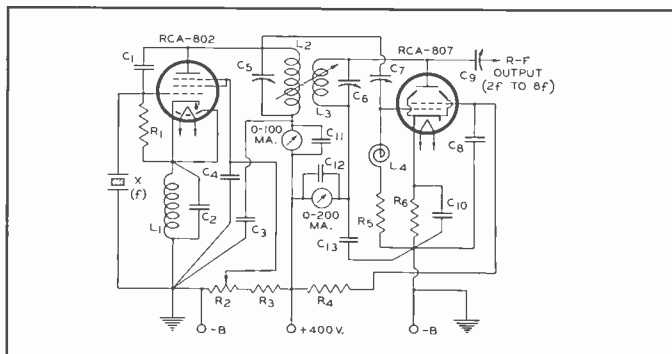 RCA-802
RCA-807
C1
C5
L2
L3
C6
C7
C9
R-F
OUTPUT
(2f TO 8f)
R1
0-100
MA.
C11
C12
L4
C8
X
(f)
C4
L1
C2
C3
0-200
MA.
C13
R5
R6
C10
R2
R3
R4
-B
+400V.
-B